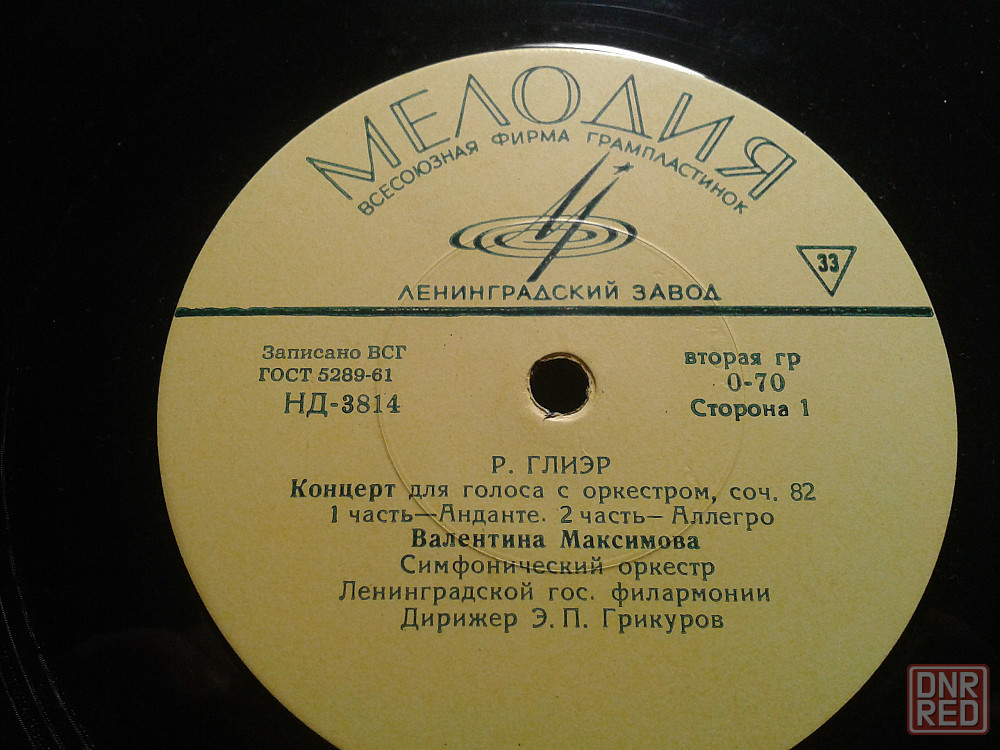 МЕЛОДИЯ
ВСЕСОЮЗНАЯ ФИРМА ГРАМПЛАСТИНОК
33
ЛЕНИНГРАДСКИЙ ЗАВОД
Записано ВСГ
ГОСТ 5289-61
НД-3814
вторая гр
0-70
Сторона 1
Р. ГЛИЭР
Концерт для голоса с оркестром, соч. 82
1 часть—Анданте. 2 часть—Аллегро
Валентина Максимова
Симфонический оркестр
Ленинградской гос. филармонии
Дирижер Э. П. Грикуров
DNR
RED